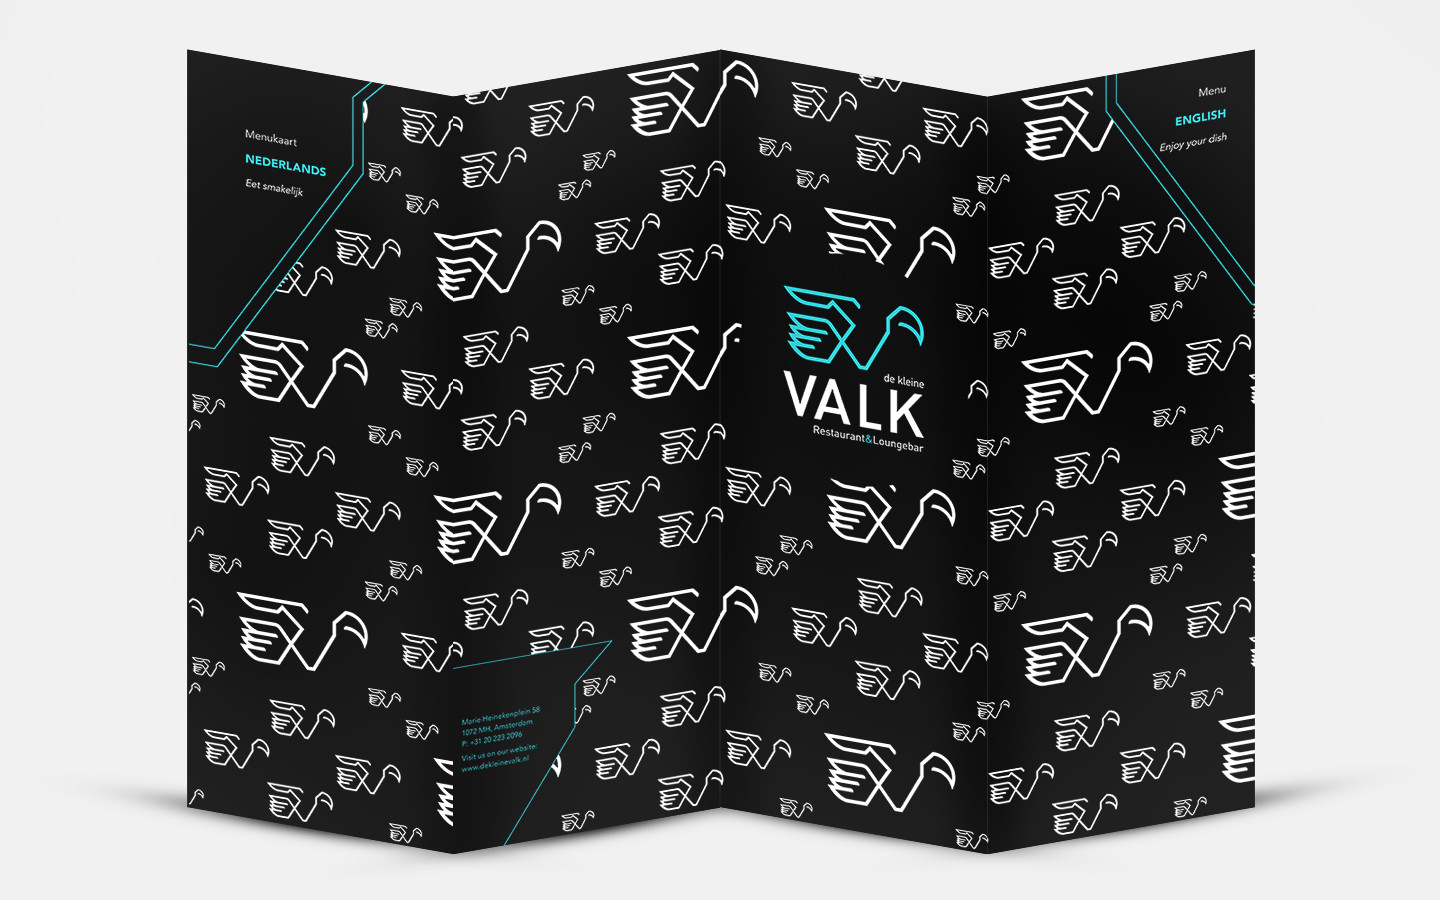 Menukaart
NEDERLANDS
Eet smakelijk
Marie Heinekenplein 58
1072 MH, Amsterdam
P: +31 20 223 2096
Visit us on our website:
www.dekleinevalk.nl
de kleine
VALK
Restaurant&Loungebar
Menu
ENGLISH
Enjoy your dish